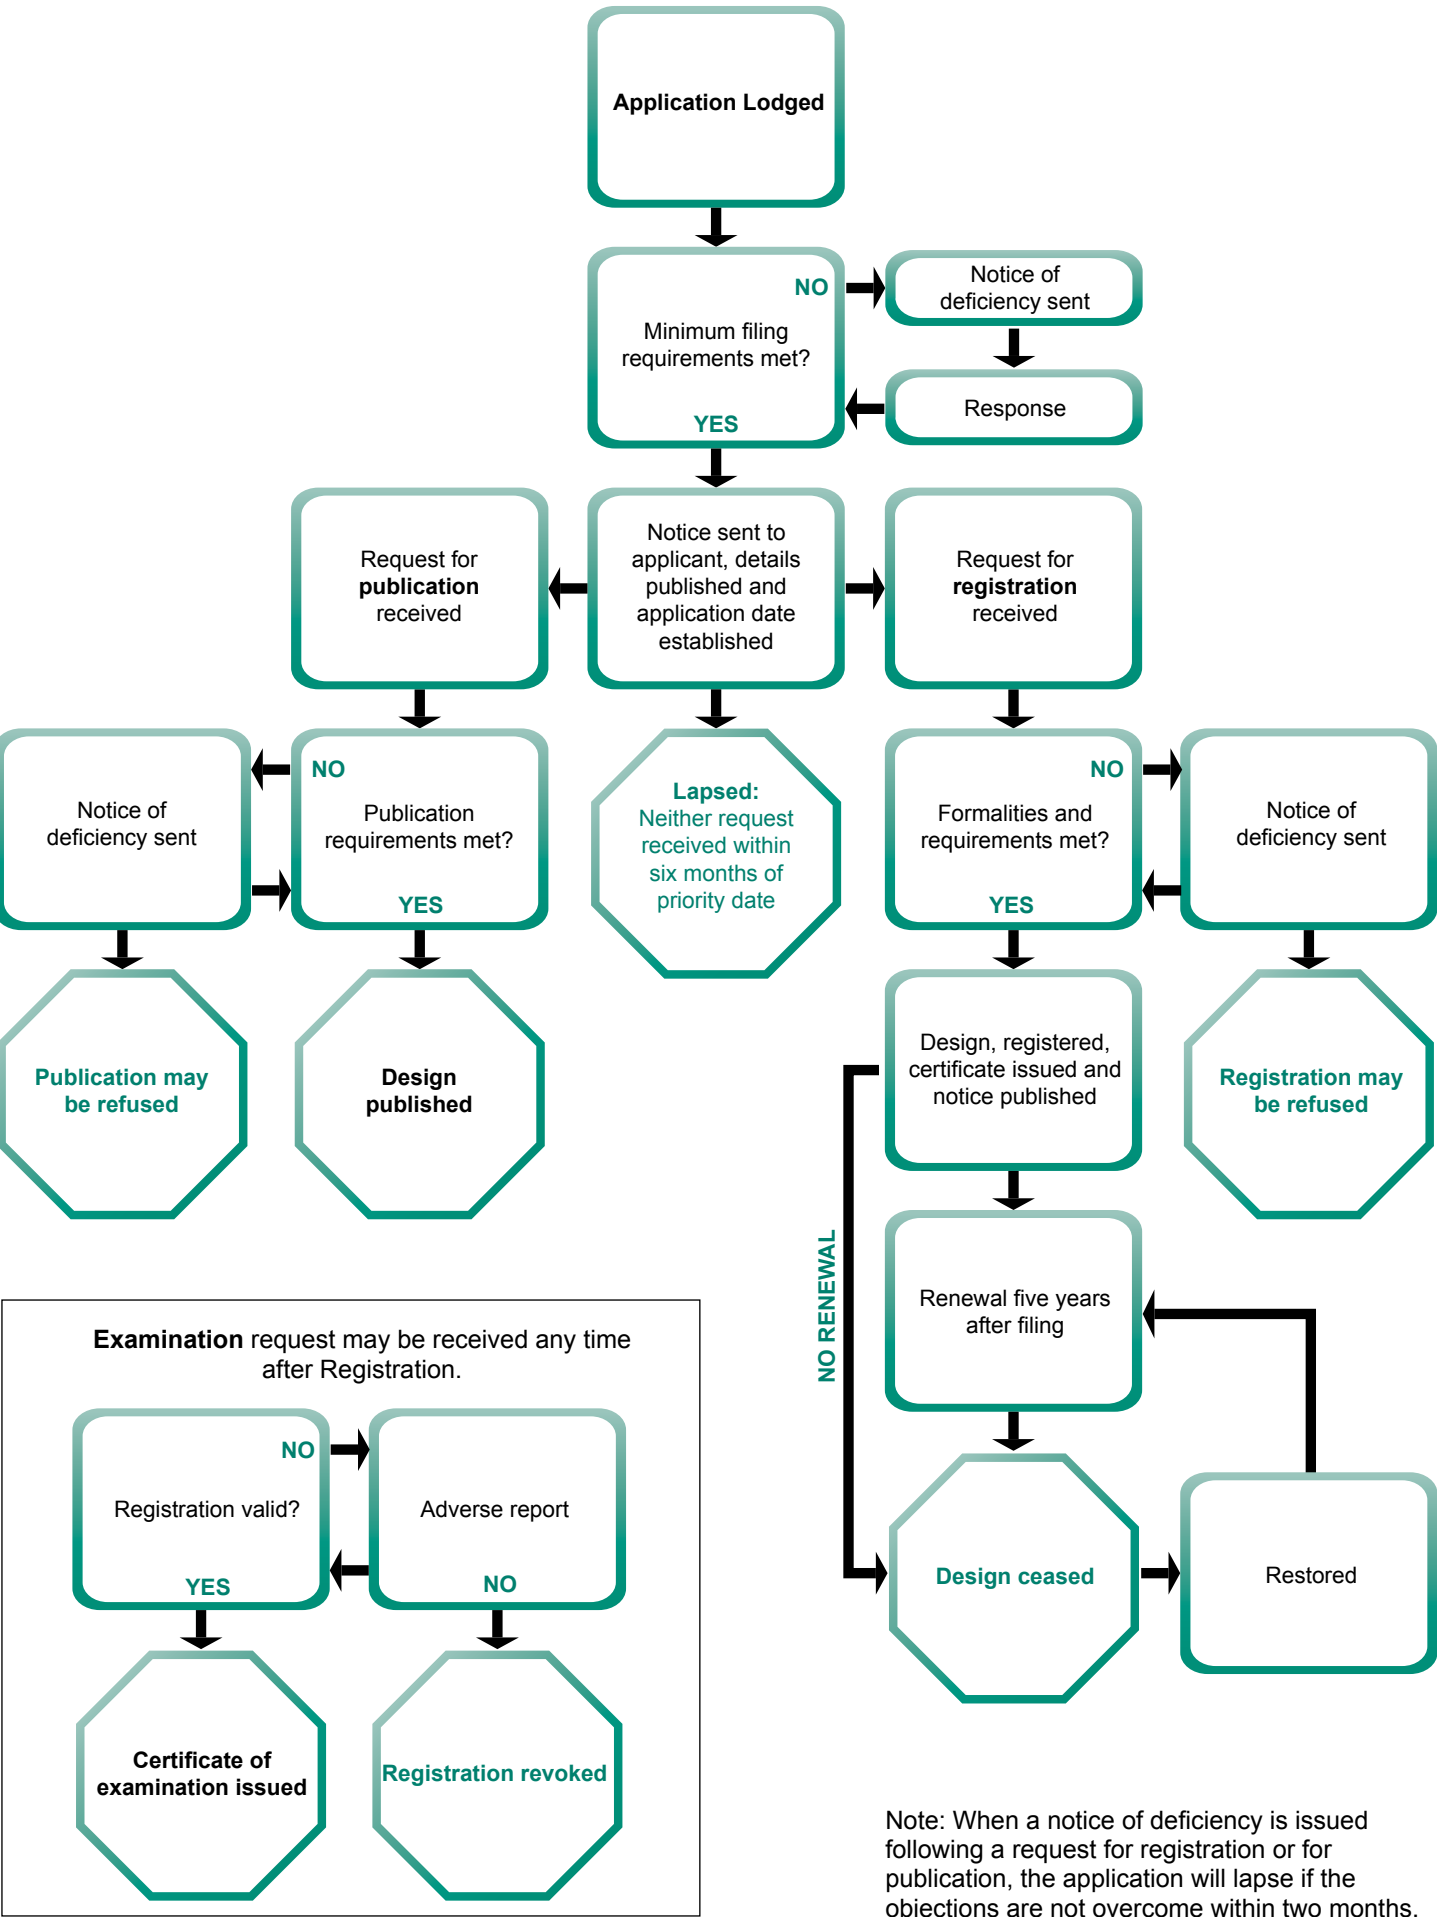 Application Lodged
NO
Minimum filing
requirements met?
YES
Notice of
deficiency sent
Response
Request for
publication
received
Notice sent to
applicant, details
published and
application date
established
Request for
registration
received
Notice of
deficiency sent
NO
Publication
requirements met?
YES
Lapsed:
Neither request
received within
six months of
priority date
NO
Formalities and
requirements met?
YES
Notice of
deficiency sent
Publication may
be refused
Design
published
Design, registered,
certificate issued and
notice published
Registration may
be refused
NO RENEWAL
Renewal five years
after filing
Design ceased
Restored
Examination request may be received any time
after Registration.
NO
Registration valid?
YES
Adverse report
NO
Certificate of
examination issued
Registration revoked
Note: When a notice of deficiency is issued
following a request for registration or for
publication, the application will lapse if the
objections are not overcome within two months.